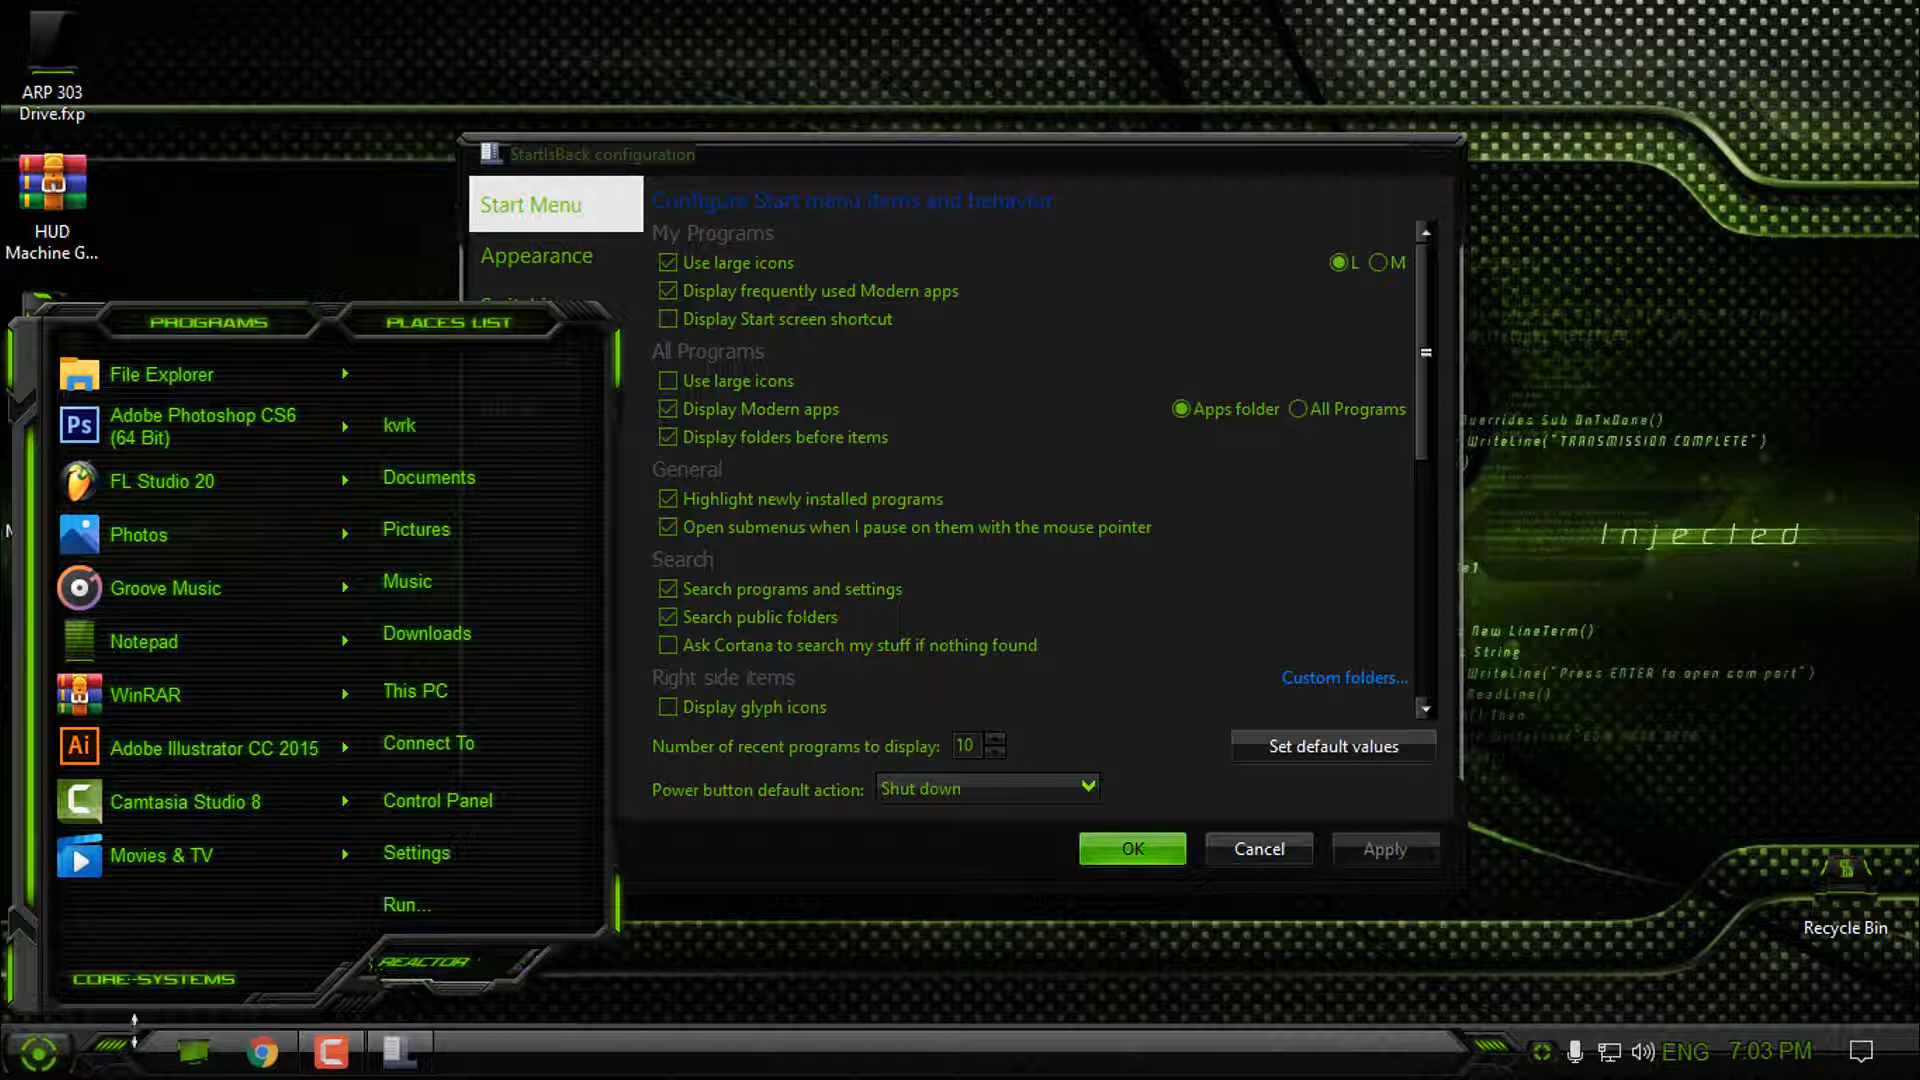 ARP 303
Drive.fxp
HUD
Machine G...
StartIsBack configuration
Start Menu
Appearance
Configure Start menu items and behavior
My Programs
Use large icons
L
M
Display frequently used Modern apps
Display Start screen shortcut
All Programs
Use large icons
Display Modern apps
Apps folder
All Programs
Display folders before items
General
Highlight newly installed programs
Open submenus when I pause on them with the mouse pointer
Search
Search programs and settings
Search public folders
Ask Cortana to search my stuff if nothing found
Right side items
Custom folders...
Display glyph icons
Number of recent programs to display:
10
Set default values
Power button default action:
Shut down
OK
Cancel
Apply
PROGRAMS
PLACES LIST
File Explorer
Adobe Photoshop CS6
(64 Bit)
FL Studio 20
Photos
Groove Music
Notepad
WinRAR
Adobe Illustrator CC 2015
Camtasia Studio 8
Movies & TV
kvrk
Documents
Pictures
Music
Downloads
This PC
Connect To
Control Panel
Settings
Run...
CORE-SYSTEMS
REACTOR
Overrides Sub OnTxDone()
WriteLine("TRANSMISSION COMPLETE")
Injected
New LineTerm()
String
WriteLine("Press ENTER to open com port")
ReadLine()
() Then
Recycle Bin
ENG
7:03 PM